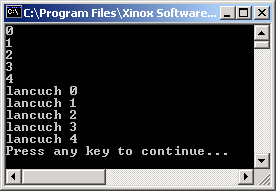 C:\Program Files\Xinox Software...
0
1
2
3
4
lancuch 0
lancuch 1
lancuch 2
lancuch 3
lancuch 4
Press any key to continue...